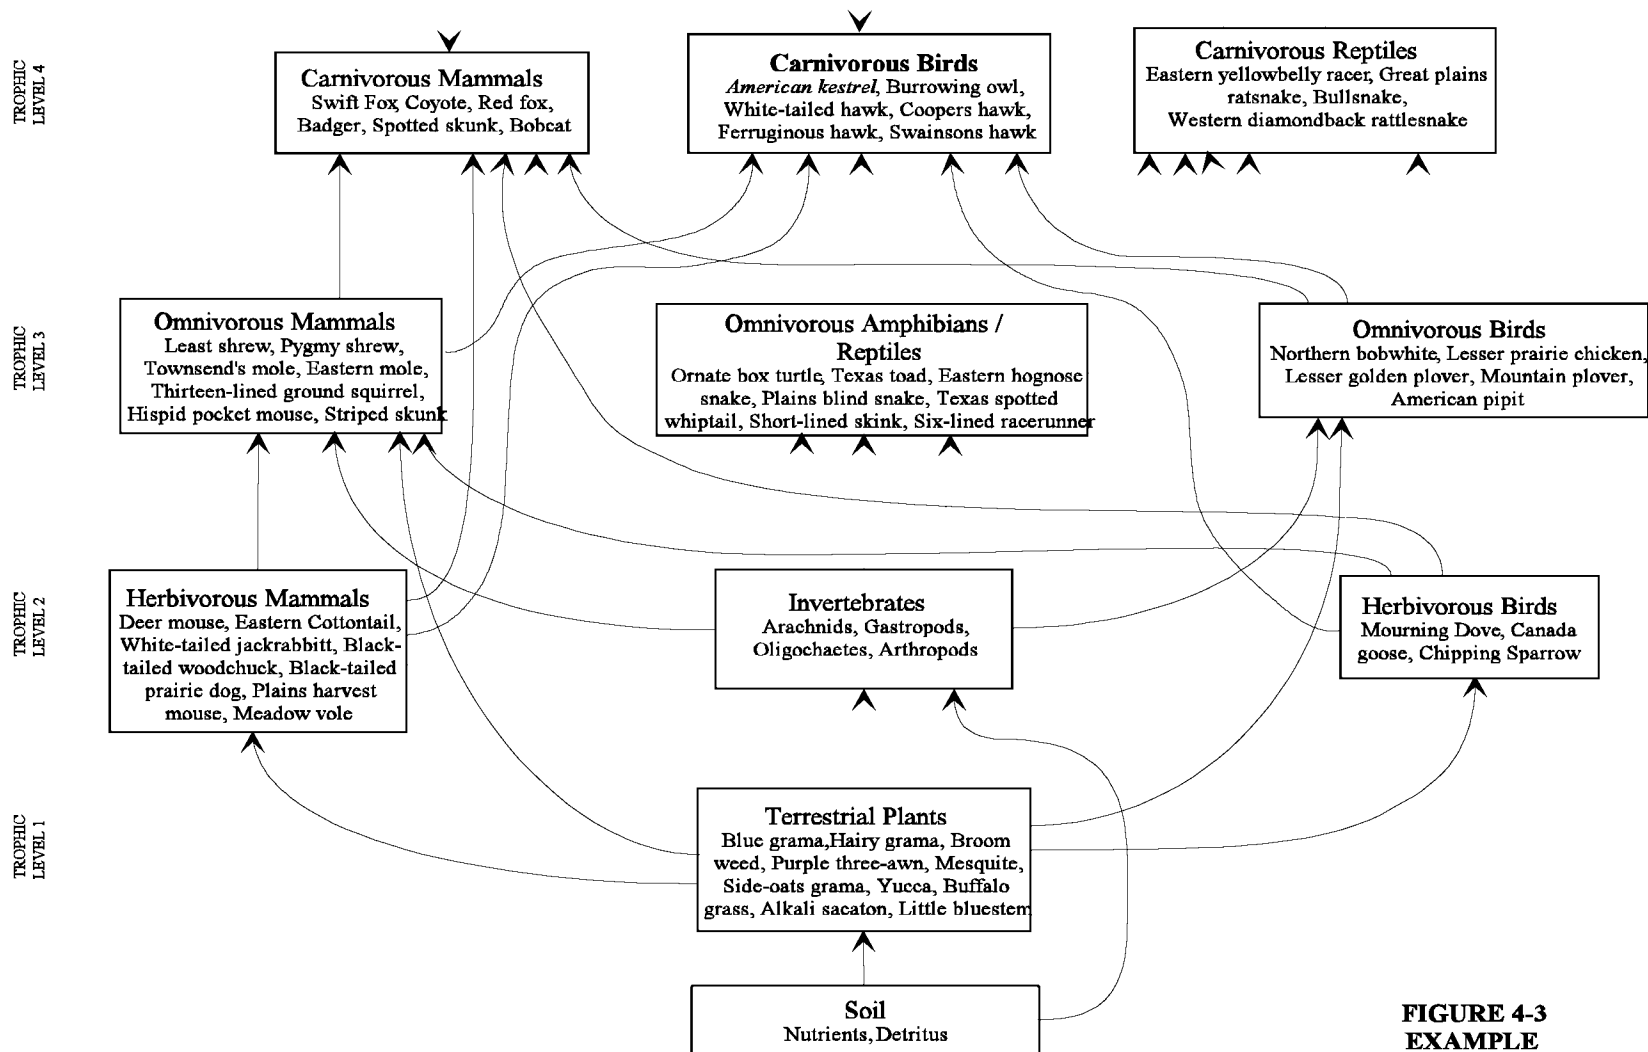 TROPHIC
LEVEL 4
Carnivorous Mammals
Swift Fox, Coyote, Red fox,
Badger, Spotted skunk, Bobcat
Carnivorous Birds
American kestrel, Burrowing owl,
White-tailed hawk, Coopers hawk,
Ferruginous hawk, Swainsons hawk
Carnivorous Reptiles
Eastern yellowbelly racer, Great plains
ratsnake, Bullsnake,
Western diamondback rattlesnake
TROPHIC
LEVEL 3
Omnivorous Mammals
Least shrew, Pygmy shrew,
Townsend's mole, Eastern mole,
Thirteen-lined ground squirrel,
Hispid pocket mouse, Striped skunk
Omnivorous Amphibians /
Reptiles
Ornate box turtle, Texas toad, Eastern hognose
snake, Plains blind snake, Texas spotted
whiptail, Short-lined skink, Six-lined racerunner
Omnivorous Birds
Northern bobwhite, Lesser prairie chicken,
Lesser golden plover, Mountain plover,
American pipit
TROPHIC
LEVEL 2
Herbivorous Mammals
Deer mouse, Eastern Cottontail,
White-tailed jackrabbitt, Black-
tailed woodchuck, Black-tailed
prairie dog, Plains harvest
mouse, Meadow vole
Invertebrates
Arachnids, Gastropods,
Oligochaetes, Arthropods
Herbivorous Birds
Mourning Dove, Canada
goose, Chipping Sparrow
TROPHIC
LEVEL 1
Terrestrial Plants
Blue grama,Hairy grama, Broom
weed, Purple three-awn, Mesquite,
Side-oats grama, Yucca, Buffalo
grass, Alkali sacaton, Little bluestem
Soil
Nutrients, Detritus
FIGURE 4-3
EXAMPLE